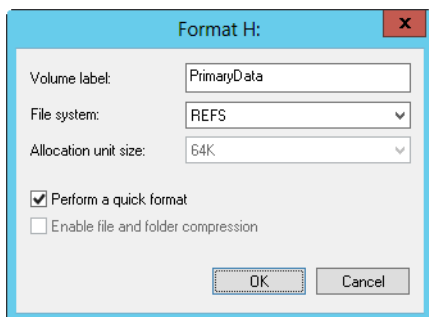 Format H:
x
Volume label: PrimaryData
File system: REFS
Allocation unit size: 64K
Perform a quick format
Enable file and folder compression
OK Cancel